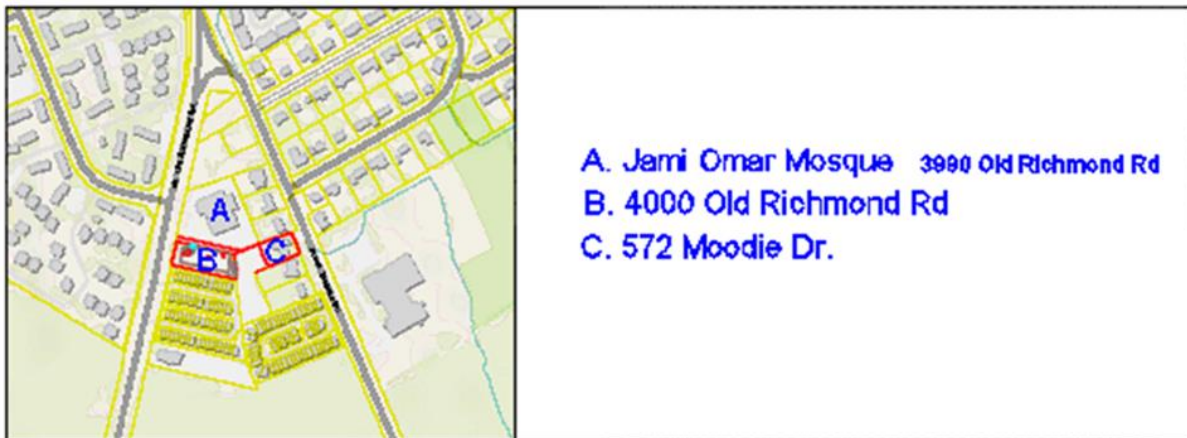 A
B
C
A. Jami Omar Mosque 3990 Old Richmond Rd
B. 4000 Old Richmond Rd
C. 572 Moodie Dr.